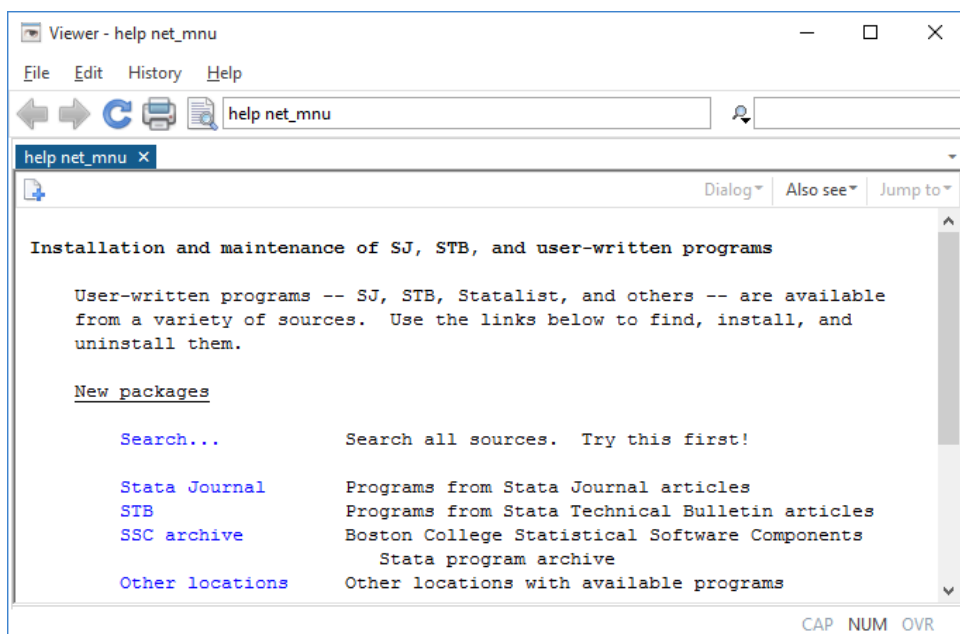 Viewer - help net_mnu
File Edit History Help
help net_mnu
help net_mnu
Dialog Also see Jump to
Installation and maintenance of SJ, STB, and user-written programs
User-written programs -- SJ, STB, Statalist, and others -- are available
from a variety of sources.  Use the links below to find, install, and
uninstall them.
New packages
Search... Search all sources.  Try this first!
Stata Journal Programs from Stata Journal articles
STB Programs from Stata Technical Bulletin articles
SSC archive Boston College Statistical Software Components
Stata program archive
Other locations Other locations with available programs
CAP NUM OVR